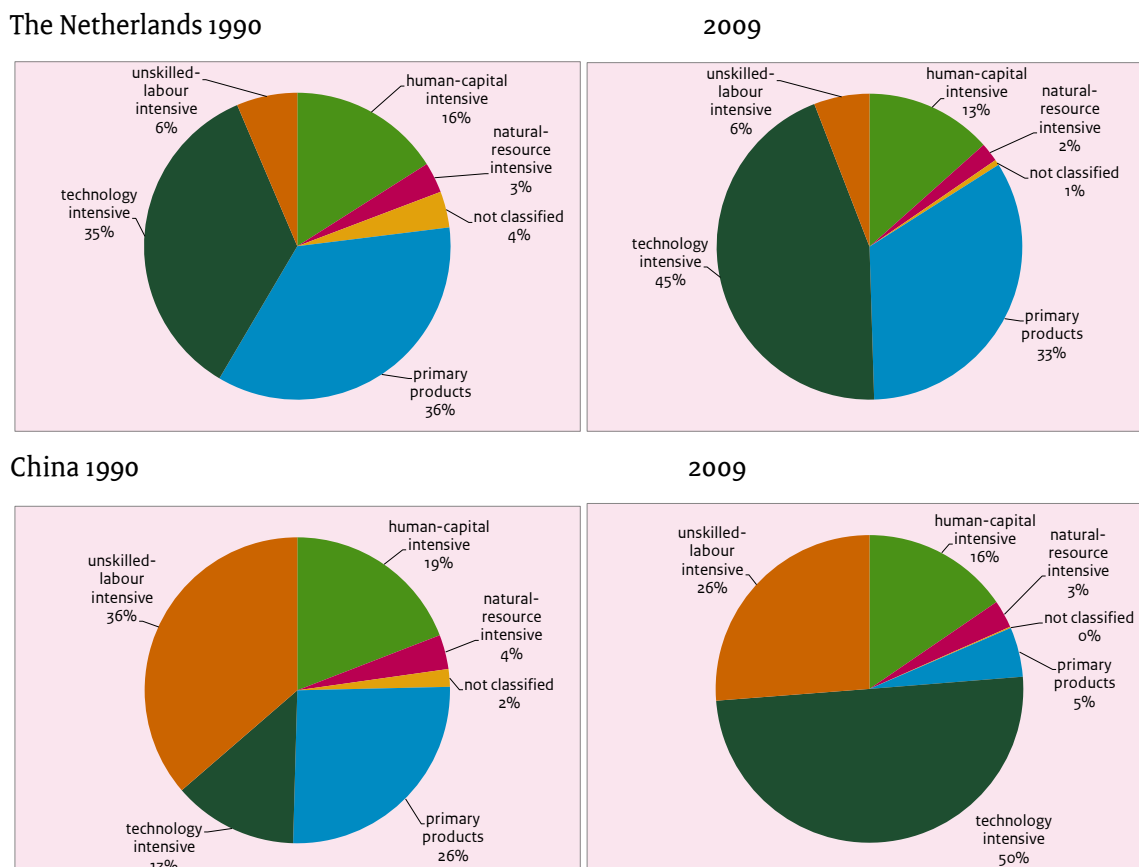 The Netherlands 1990
2009
unskilled-
labour
intensive
6%
human-capital
intensive
16%
natural-
resource
intensive
3%
not classified
4%
technology
intensive
35%
primary
products
36%
unskilled-
labour
intensive
6%
human-capital
intensive
13%
natural-
resource
intensive
2%
not classified
1%
technology
intensive
45%
primary
products
33%
China 1990
2009
unskilled-
labour
intensive
36%
human-capital
intensive
19%
natural-
resource
intensive
4%
not classified
2%
technology
intensive
primary
products
26%
unskilled-
labour
intensive
26%
human-capital
intensive
16%
natural-
resource
intensive
3%
not classified
0%
primary
products
5%
technology
intensive
50%